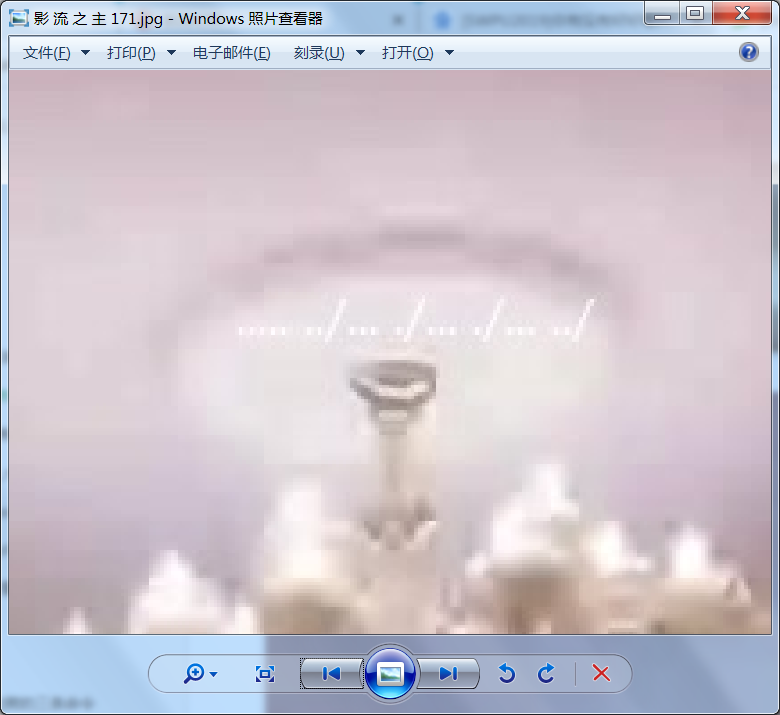 影 流 之 主 171.jpg - Windows 照片查看器
文件(F) 打印(P) 电子邮件(E) 刻录(U) 打开(O)
..... ../... ./... ./... ../